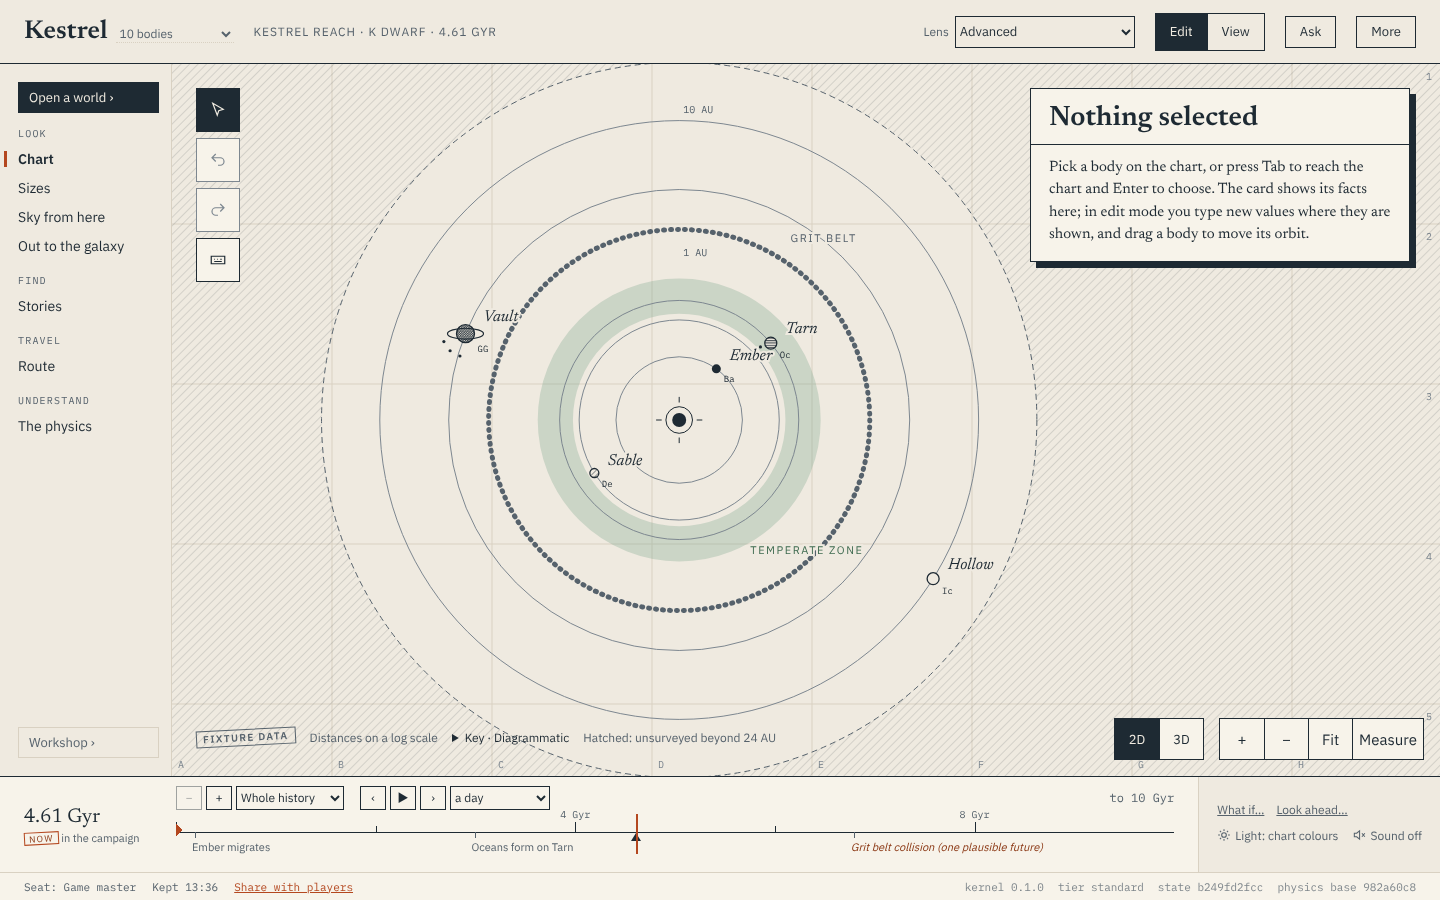 Kestrel
10 bodies
KESTREL REACH · K DWARF · 4.61 GYR
Lens
Advanced
Edit
View
Ask
More
Open a world ›
LOOK
Chart
Sizes
Sky from here
Out to the galaxy
FIND
Stories
TRAVEL
Route
UNDERSTAND
The physics
Workshop ›
10 AU
GRIT BELT
1 AU
Vault
GG
Tarn
Oc
Ember
Ba
Sable
De
TEMPERATE ZONE
Hollow
Ic
Nothing selected
Pick a body on the chart, or press Tab to reach the
chart and Enter to choose. The card shows its facts
here; in edit mode you type new values where they are
shown, and drag a body to move its orbit.
1
2
3
4
5
FIXTURE DATA
Distances on a log scale
Key · Diagrammatic
Hatched: unsurveyed beyond 24 AU
2D
3D
+
−
Fit
Measure
A
B
C
D
E
F
G
H
4.61 Gyr
NOW in the campaign
−
+
Whole history
‹
›
a day
to 10 Gyr
4 Gyr
8 Gyr
Ember migrates
Oceans form on Tarn
Grit belt collision (one plausible future)
What if...
Look ahead...
Light: chart colours
Sound off
Seat: Game master
Kept 13:36
Share with players
kernel 0.1.0
tier standard
state b249fd2fcc
physics base 982a60c8